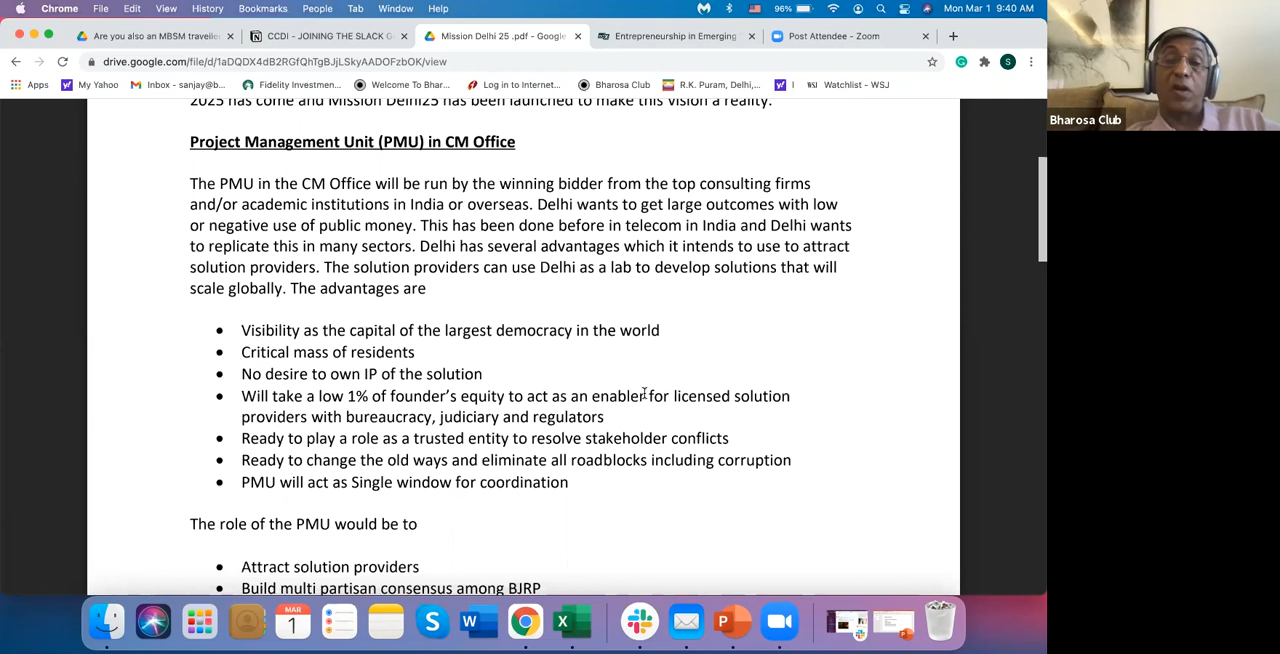 Chrome File Edit View History Bookmarks People Tab Window Help 96% Mon Mar 1 9:40 AM
Are you also an MBSM travelle CCDI - JOINING THE SLACK G Mission Delhi 25 .pdf - Google Entrepreneurship in Emerging Post Attendee - Zoom
drive.google.com/file/d/1aDQDX4dB2RGfQhTgBJjLSkyAADOFzbOK/view
Apps My Yahoo Inbox - sanjay@b... Fidelity Investmen... Welcome To Bhar... Log in to Internet... Bharosa Club R.K. Puram, Delhi,... I WSJ Watchlist - WSJ
2025 has come and Mission Delhi25 has been launched to make this vision a reality.
Bharosa Club
Project Management Unit (PMU) in CM Office
The PMU in the CM Office will be run by the winning bidder from the top consulting firms
and/or academic institutions in India or overseas. Delhi wants to get large outcomes with low
or negative use of public money. This has been done before in telecom in India and Delhi wants
to replicate this in many sectors. Delhi has several advantages which it intends to use to attract
solution providers. The solution providers can use Delhi as a lab to develop solutions that will
scale globally. The advantages are
• Visibility as the capital of the largest democracy in the world
• Critical mass of residents
• No desire to own IP of the solution
• Will take a low 1% of founder's equity to act as an enabler for licensed solution
providers with bureaucracy, judiciary and regulators
• Ready to play a role as a trusted entity to resolve stakeholder conflicts
• Ready to change the old ways and eliminate all roadblocks including corruption
• PMU will act as Single window for coordination
The role of the PMU would be to
• Attract solution providers
• Build multi partisan consensus among BJRP
MAR
1